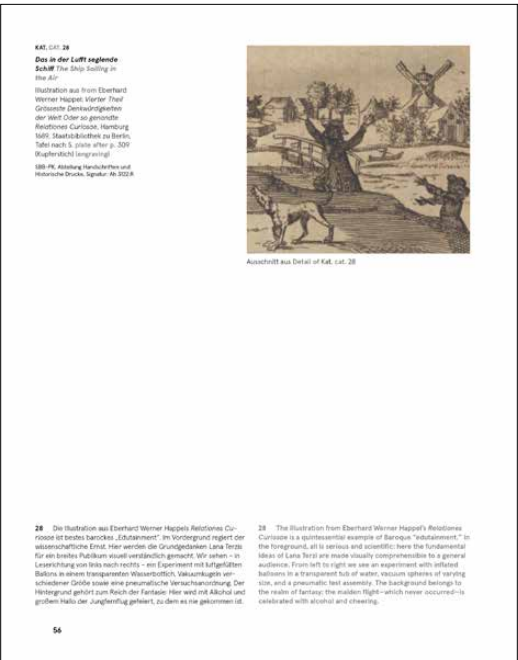 KAT. CAT. 28
Das in der Lufft seglende
Schiff The Ship Sailing in
the Air
Illustration aus from Eberhard
Werner Happel: Vierter Theil
Grösseste Denkwürdigkeiten
der Welt Oder so genandte
Relationes Curiosæ, Hamburg
1689, Staatsbibliothek zu Berlin,
Tafel nach S. plate after p. 309
(Kupferstich) (engraving)
SBB-PK, Abteilung Handschriften und
Historische Drucke, Signatur: Ah 3122 R
Ausschnitt aus Detail of Kat. cat. 28
28 Die Illustration aus Eberhard Werner Happels Relationes Cu-
riosæ ist bestes barockes „Edutainment“. Im Vordergrund regiert der
wissenschaftliche Ernst. Hier werden die Grundgedanken Lana Terzis
für ein breites Publikum visuell verständlich gemacht. Wir sehen – in
Leserichtung von links nach rechts – ein Experiment mit luftgefüllten
Ballons in einem transparenten Wasserbottich, Vakuumkugeln ver-
schiedener Größe sowie eine pneumatische Versuchsanordnung. Der
Hintergrund gehört zum Reich der Fantasie: Hier wird mit Alkohol und
großem Hallo der Jungfernflug gefeiert, zu dem es nie gekommen ist.
28 The illustration from Eberhard Werner Happel's Relationes
Curiosæ is a quintessential example of Baroque "edutainment." In
the foreground, all is serious and scientific: here the fundamental
ideas of Lana Terzi are made visually comprehensible to a general
audience. From left to right we see an experiment with inflated
balloons in a transparent tub of water, vacuum spheres of varying
size, and a pneumatic test assembly. The background belongs to
the realm of fantasy; the maiden flight—which never occurred—is
celebrated with alcohol and cheering.
56